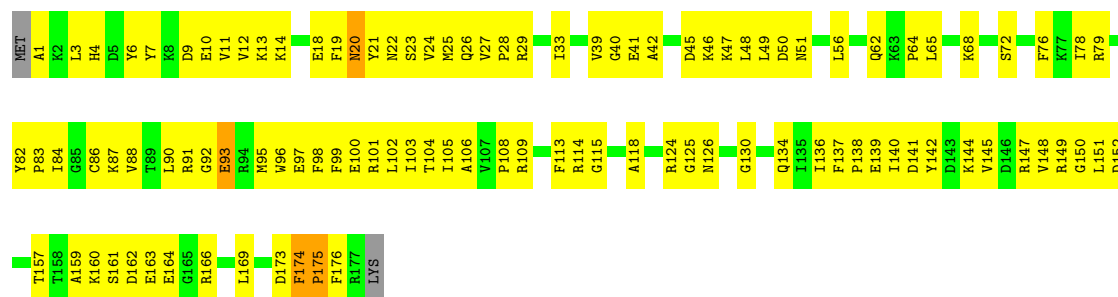 MET A1 K2 L3 H4 D5 Y6 Y7 K8 D9 E10 V11 V12 K13 K14 E18 F19 N20 Y21 N22 S23 V24 M25 Q26 V27 P28 R29 I33 V39 G40 E41 A42 D45 K46 K47 L48 L49 D50 N51 L56 Q62 K63 P64 L65 K68 S72 F76 K77 I78 R79
Y82 P83 I84 G85 C86 K87 V88 T89 L90 R91 G92 E93 R94 M95 W96 E97 F98 F99 E100 R101 L102 I103 T104 I105 A106 V107 P108 R109 F113 R114 G115 A118 R124 G125 N126 G130 Q134 I135 I136 F137 P138 E139 I140 D141 Y142 D143 K144 V145 D146 R147 V148 R149 G150 L151 D152
T157 T158 A159 K160 S161 D162 E163 E164 G165 R166 L169 D173 F174 P175 F176 R177 LYS